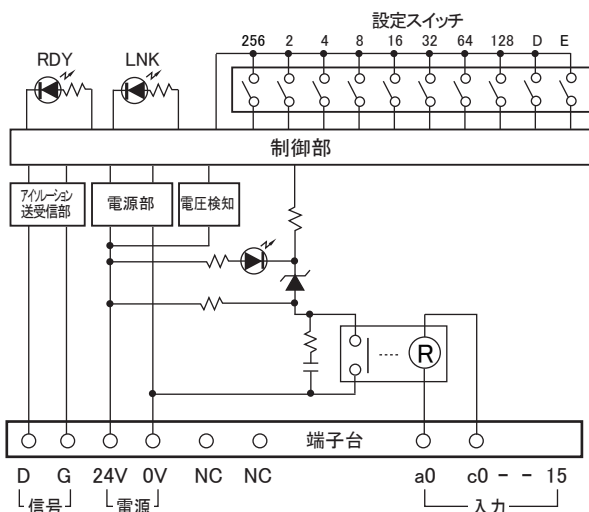 設定スイッチ
256 2 4 8 16 32 64 128 D E
RDY LNK
制御部
アイソレーション
送受信部
電源部
電圧検知
R
端子台
D G 24V 0V NC NC a0 c0 - - 15
信号 電源 入力